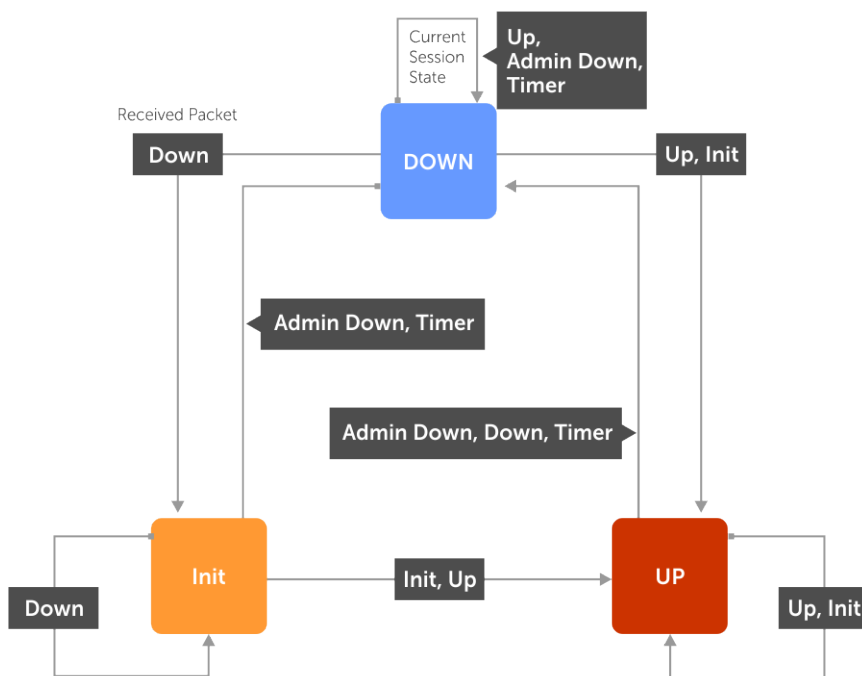 Current
Session
State
Up,
Admin Down,
Timer
Received Packet
Down
DOWN
Up, Init
Admin Down, Timer
Admin Down, Down, Timer
Init
Init, Up
UP
Down
Up, Init